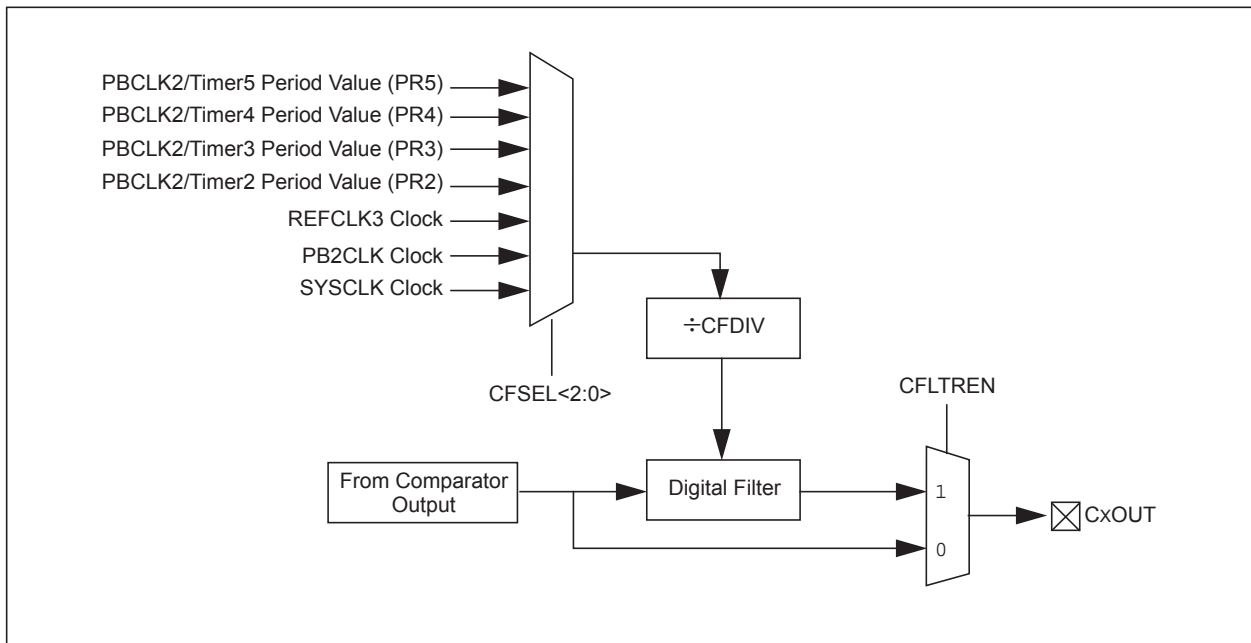 PBCLK2/Timer5 Period Value (PR5)
PBCLK2/Timer4 Period Value (PR4)
PBCLK2/Timer3 Period Value (PR3)
PBCLK2/Timer2 Period Value (PR2)
REFCLK3 Clock
PB2CLK Clock
SYSCLK Clock
÷CFDIV
CFSEL<2:0>
CFLTREN
From Comparator
Output
Digital Filter
1
0
CxOUT